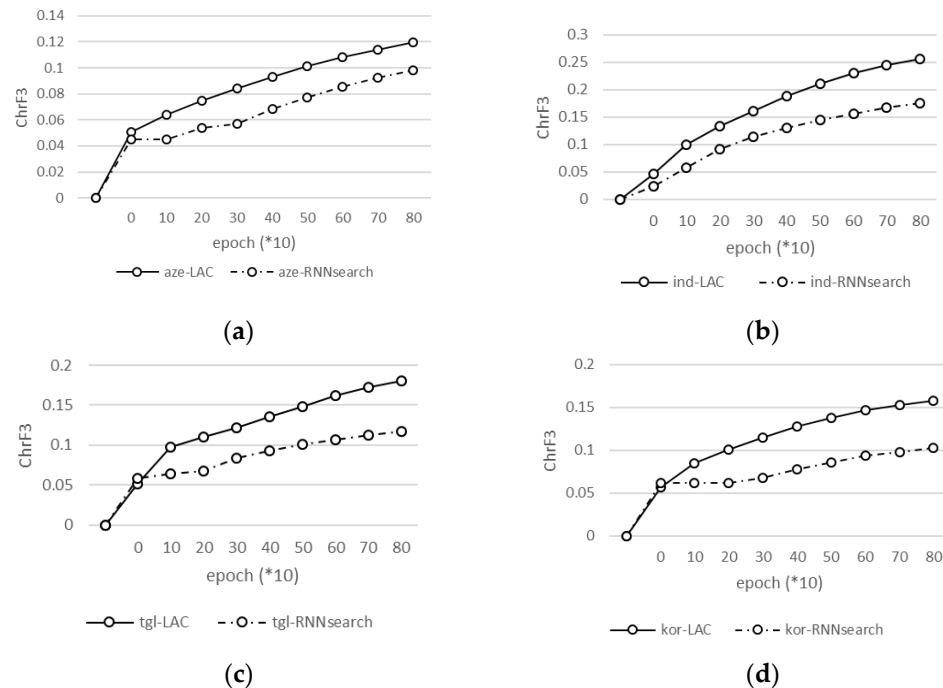 0.14
0.12
0.1
0.08
0.06
0.04
0.02
0
ChrF3
0 10 20 30 40 50 60 70 80
epoch (*10)
aze-LAC aze-RNNsearch
(a)
0.3
0.25
0.2
0.15
0.1
0.05
0
ChrF3
0 10 20 30 40 50 60 70 80
epoch (*10)
ind-LAC ind-RNNsearch
(b)
0.2
0.15
0.1
0.05
0
ChrF3
0 10 20 30 40 50 60 70 80
epoch (*10)
tgl-LAC tgl-RNNsearch
(c)
0.2
0.15
0.1
0.05
0
ChrF3
0 10 20 30 40 50 60 70 80
epoch (*10)
kor-LAC kor-RNNsearch
(d)